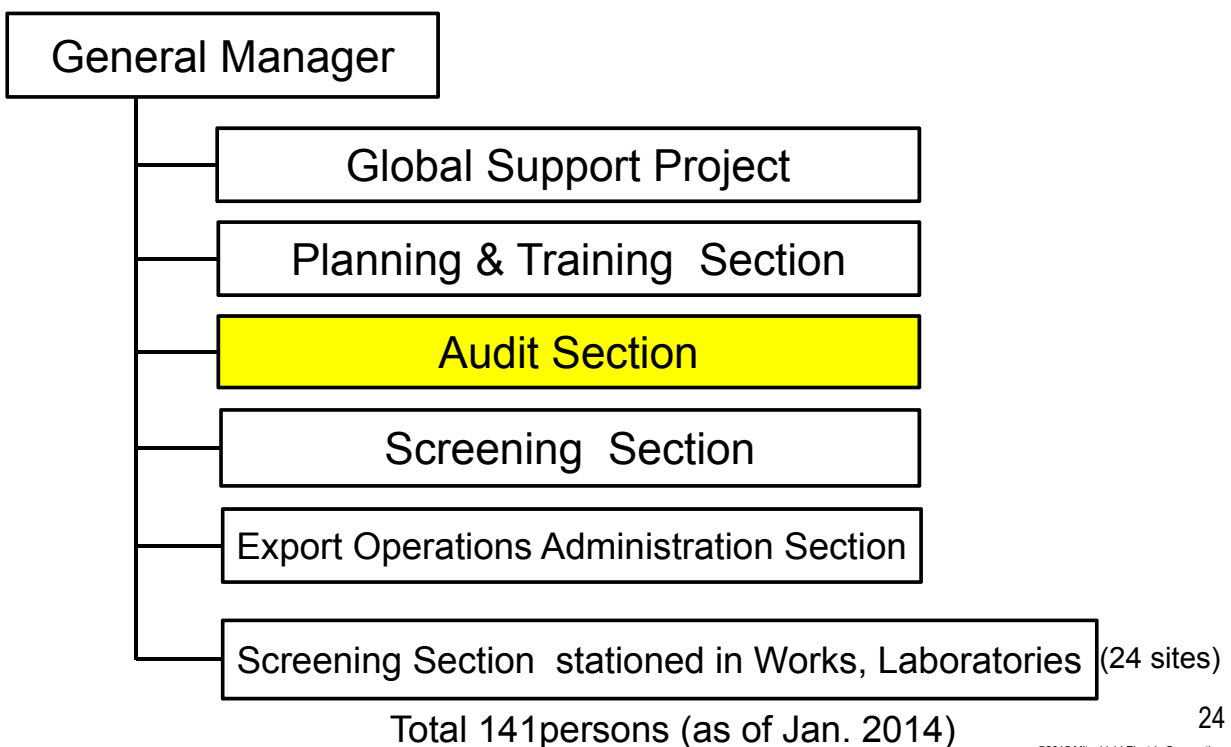 General Manager
Global Support Project
Planning & Training Section
Audit Section
Screening Section
Export Operations Administration Section
Screening Section stationed in Works, Laboratories (24 sites)
Total 141persons (as of Jan. 2014)
24